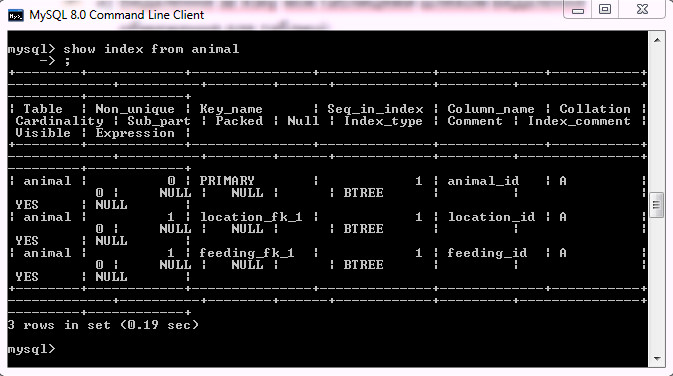 MySQL 8.0 Command Line Client
mysql> show index from animal
    -> ;
+--------+------------+---------------+--------------+-------------+-----------+
-------------+----------+--------+------+------------+---------+---------------+
---------+------------+
| Table  | Non_unique | Key_name      | Seq_in_index | Column_name | Collation |
 Cardinality | Sub_part | Packed | Null | Index_type | Comment | Index_comment |
 Visible | Expression |
+--------+------------+---------------+--------------+-------------+-----------+
-------------+----------+--------+------+------------+---------+---------------+
---------+------------+
| animal |          0 | PRIMARY       |            1 | animal_id   | A         |
           0 |     NULL |   NULL |      | BTREE      |         |               |
 YES     | NULL       |
| animal |          1 | location_fk_1 |            1 | location_id | A         |
           0 |     NULL |   NULL |      | BTREE      |         |               |
 YES     | NULL       |
| animal |          1 | feeding_fk_1  |            1 | feeding_id  | A         |
           0 |     NULL |   NULL |      | BTREE      |         |               |
 YES     | NULL       |
+--------+------------+---------------+--------------+-------------+-----------+
-------------+----------+--------+------+------------+---------+---------------+
---------+------------+
3 rows in set (0.19 sec)
mysql>